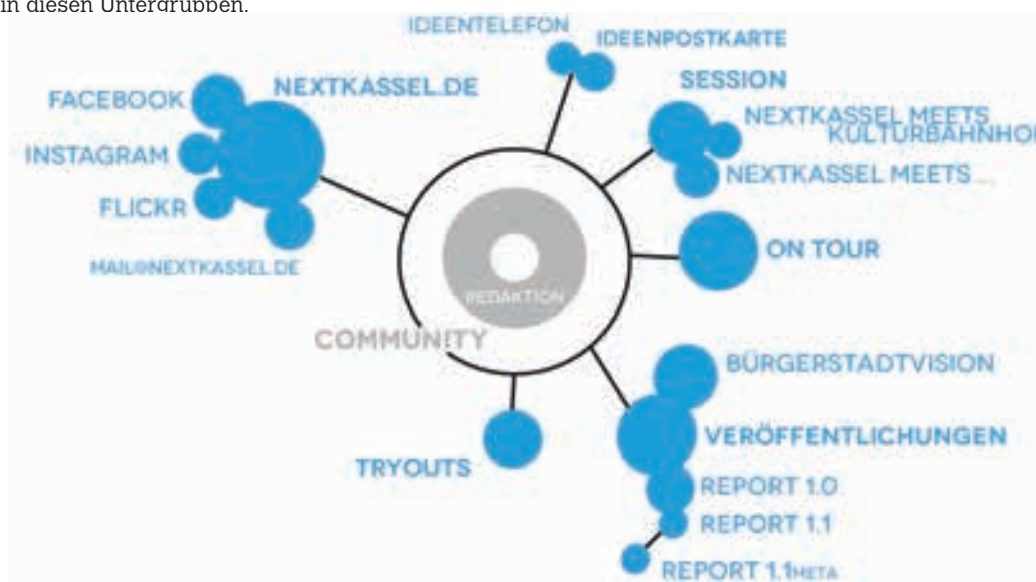 in diesen Untergruppen.
IDEENTELEFON
IDEENPOSTKARTE
NEXTKASSEL.DE
SESSION
FACEBOOK
NEXTKASSEL MEETS
KULTURBAHNHOF
INSTAGRAM
NEXTKASSEL MEETS ...
FLICKR
ON TOUR
MAIL@NEXTKASSEL.DE
REDAKTION
COMMUNITY
BÜRGERSTADTVISION
VERÖFFENTLICHUNGEN
TRYOUTS
REPORT 1.0
REPORT 1.1
REPORT 1.1META